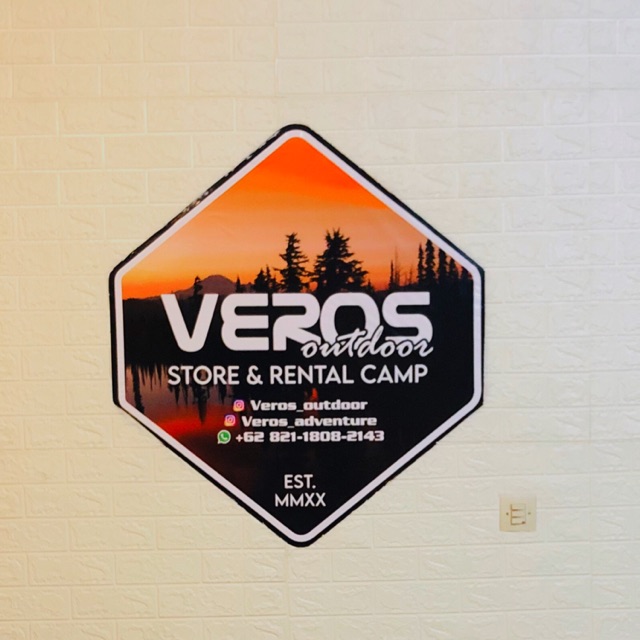 VEROS
outdoor
STORE & RENTAL CAMP
Veros_outdoor
Veros_adventure
+62 821-1808-2143
EST.
MMXX